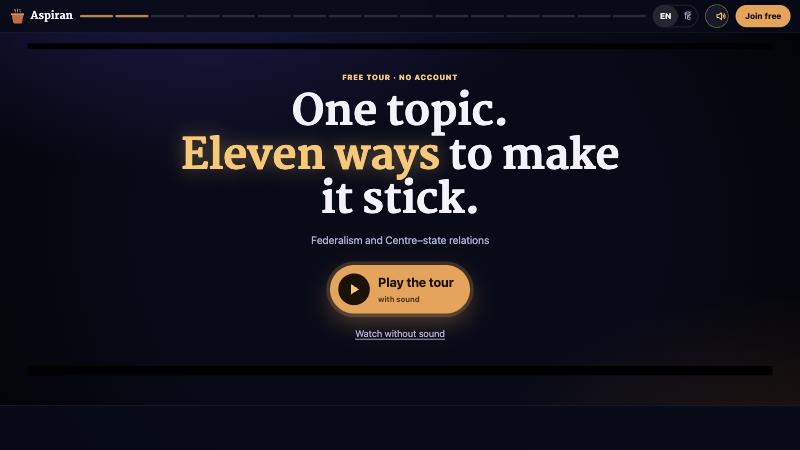 Aspiran
EN
हि
Join free
FREE TOUR · NO ACCOUNT
One topic.
Eleven ways to make
it stick.
Federalism and Centre–state relations
Play the tour
with sound
Watch without sound